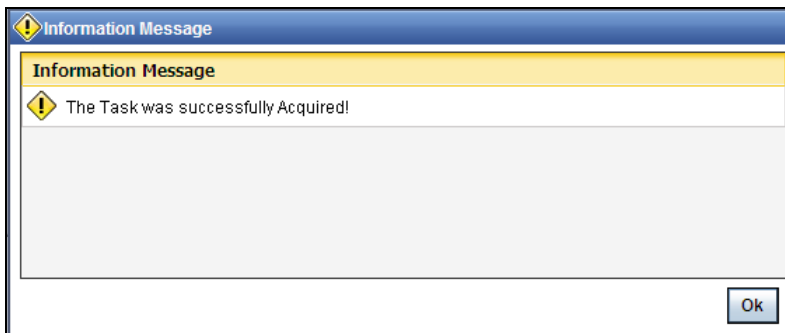 Information Message
Information Message
The Task was successfully Acquired!
Ok